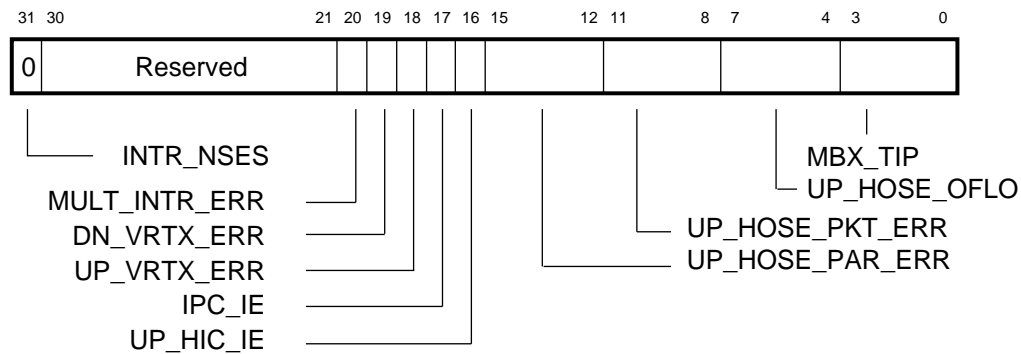 31 30 21 20 19 18 17 16 15 12 11 8 7 4 3 0
0 Reserved
INTR_NSES
MBX_TIP
MULT_INTR_ERR
UP_HOSE_OFLO
DN_VRTX_ERR
UP_HOSE_PKT_ERR
UP_VRTX_ERR
UP_HOSE_PAR_ERR
IPC_IE
UP_HIC_IE